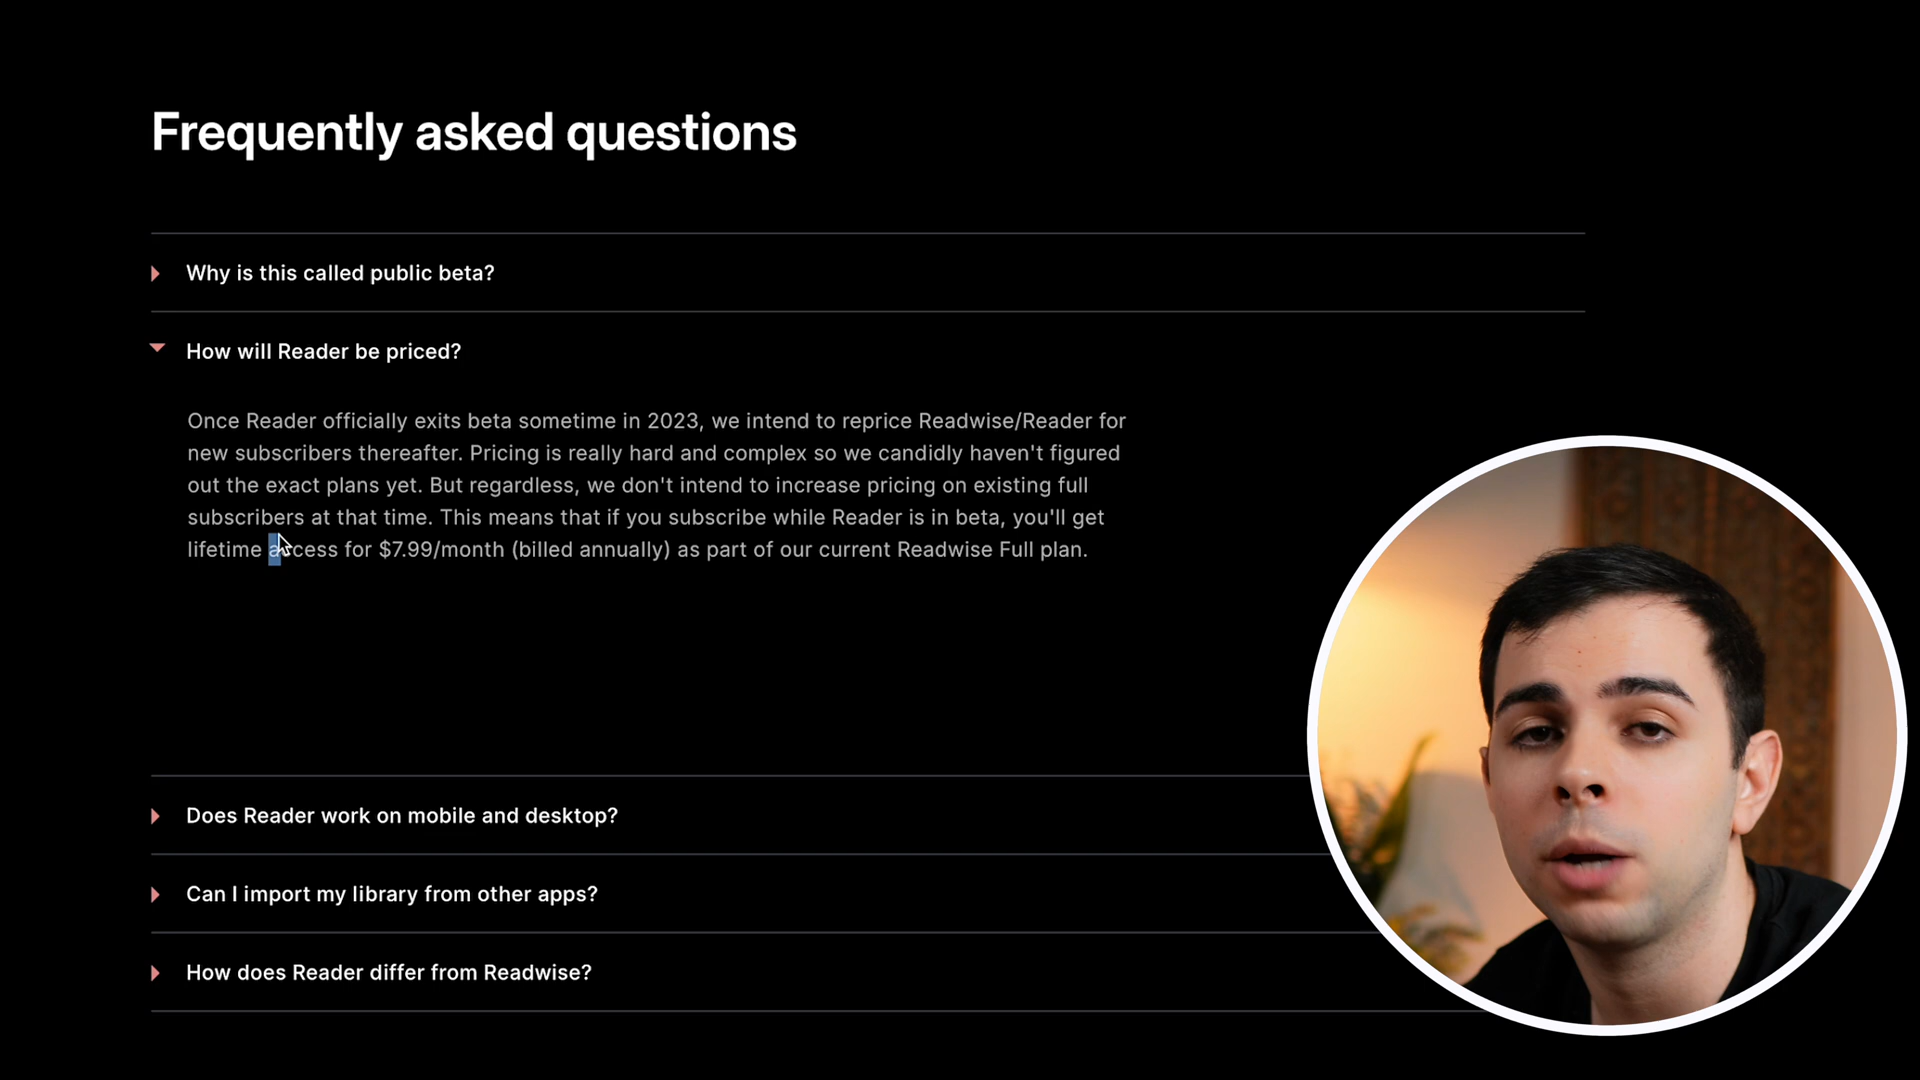 Frequently asked questions
Why is this called public beta?
How will Reader be priced?
Once Reader officially exits beta sometime in 2023, we intend to reprice Readwise/Reader for
new subscribers thereafter. Pricing is really hard and complex so we candidly haven't figured
out the exact plans yet. But regardless, we don't intend to increase pricing on existing full
subscribers at that time. This means that if you subscribe while Reader is in beta, you'll get
lifetime access for $7.99/month (billed annually) as part of our current Readwise Full plan.
Does Reader work on mobile and desktop?
Can I import my library from other apps?
How does Reader differ from Readwise?